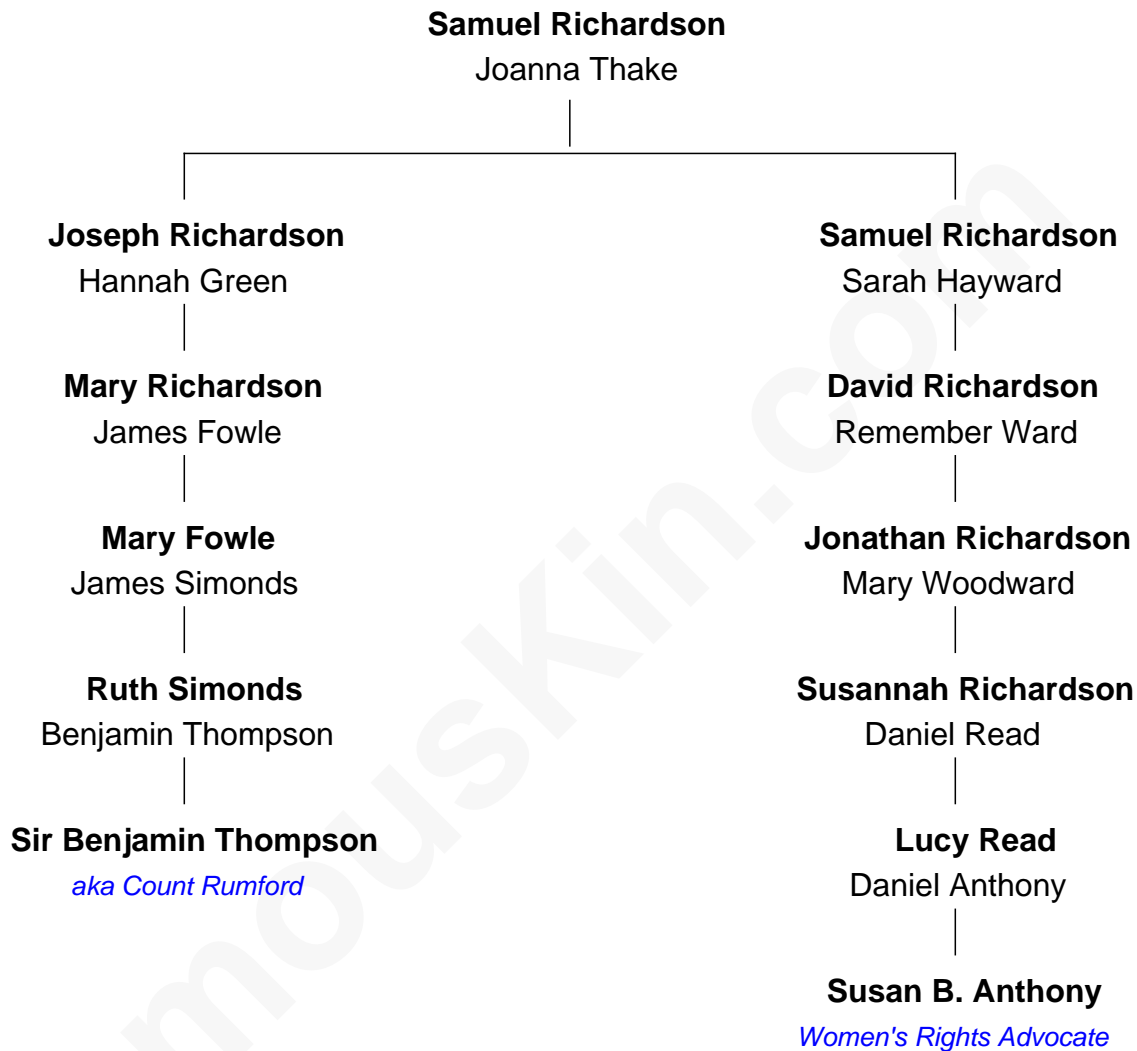 Samuel Richardson
Joanna Thake
Joseph Richardson
Hannah Green
Samuel Richardson
Sarah Hayward
Mary Richardson
James Fowle
David Richardson
Remember Ward
Mary Fowle
James Simonds
Jonathan Richardson
Mary Woodward
Ruth Simonds
Benjamin Thompson
Susannah Richardson
Daniel Read
Sir Benjamin Thompson
aka Count Rumford
Lucy Read
Daniel Anthony
Susan B. Anthony
Women's Rights Advocate
mousKin.com